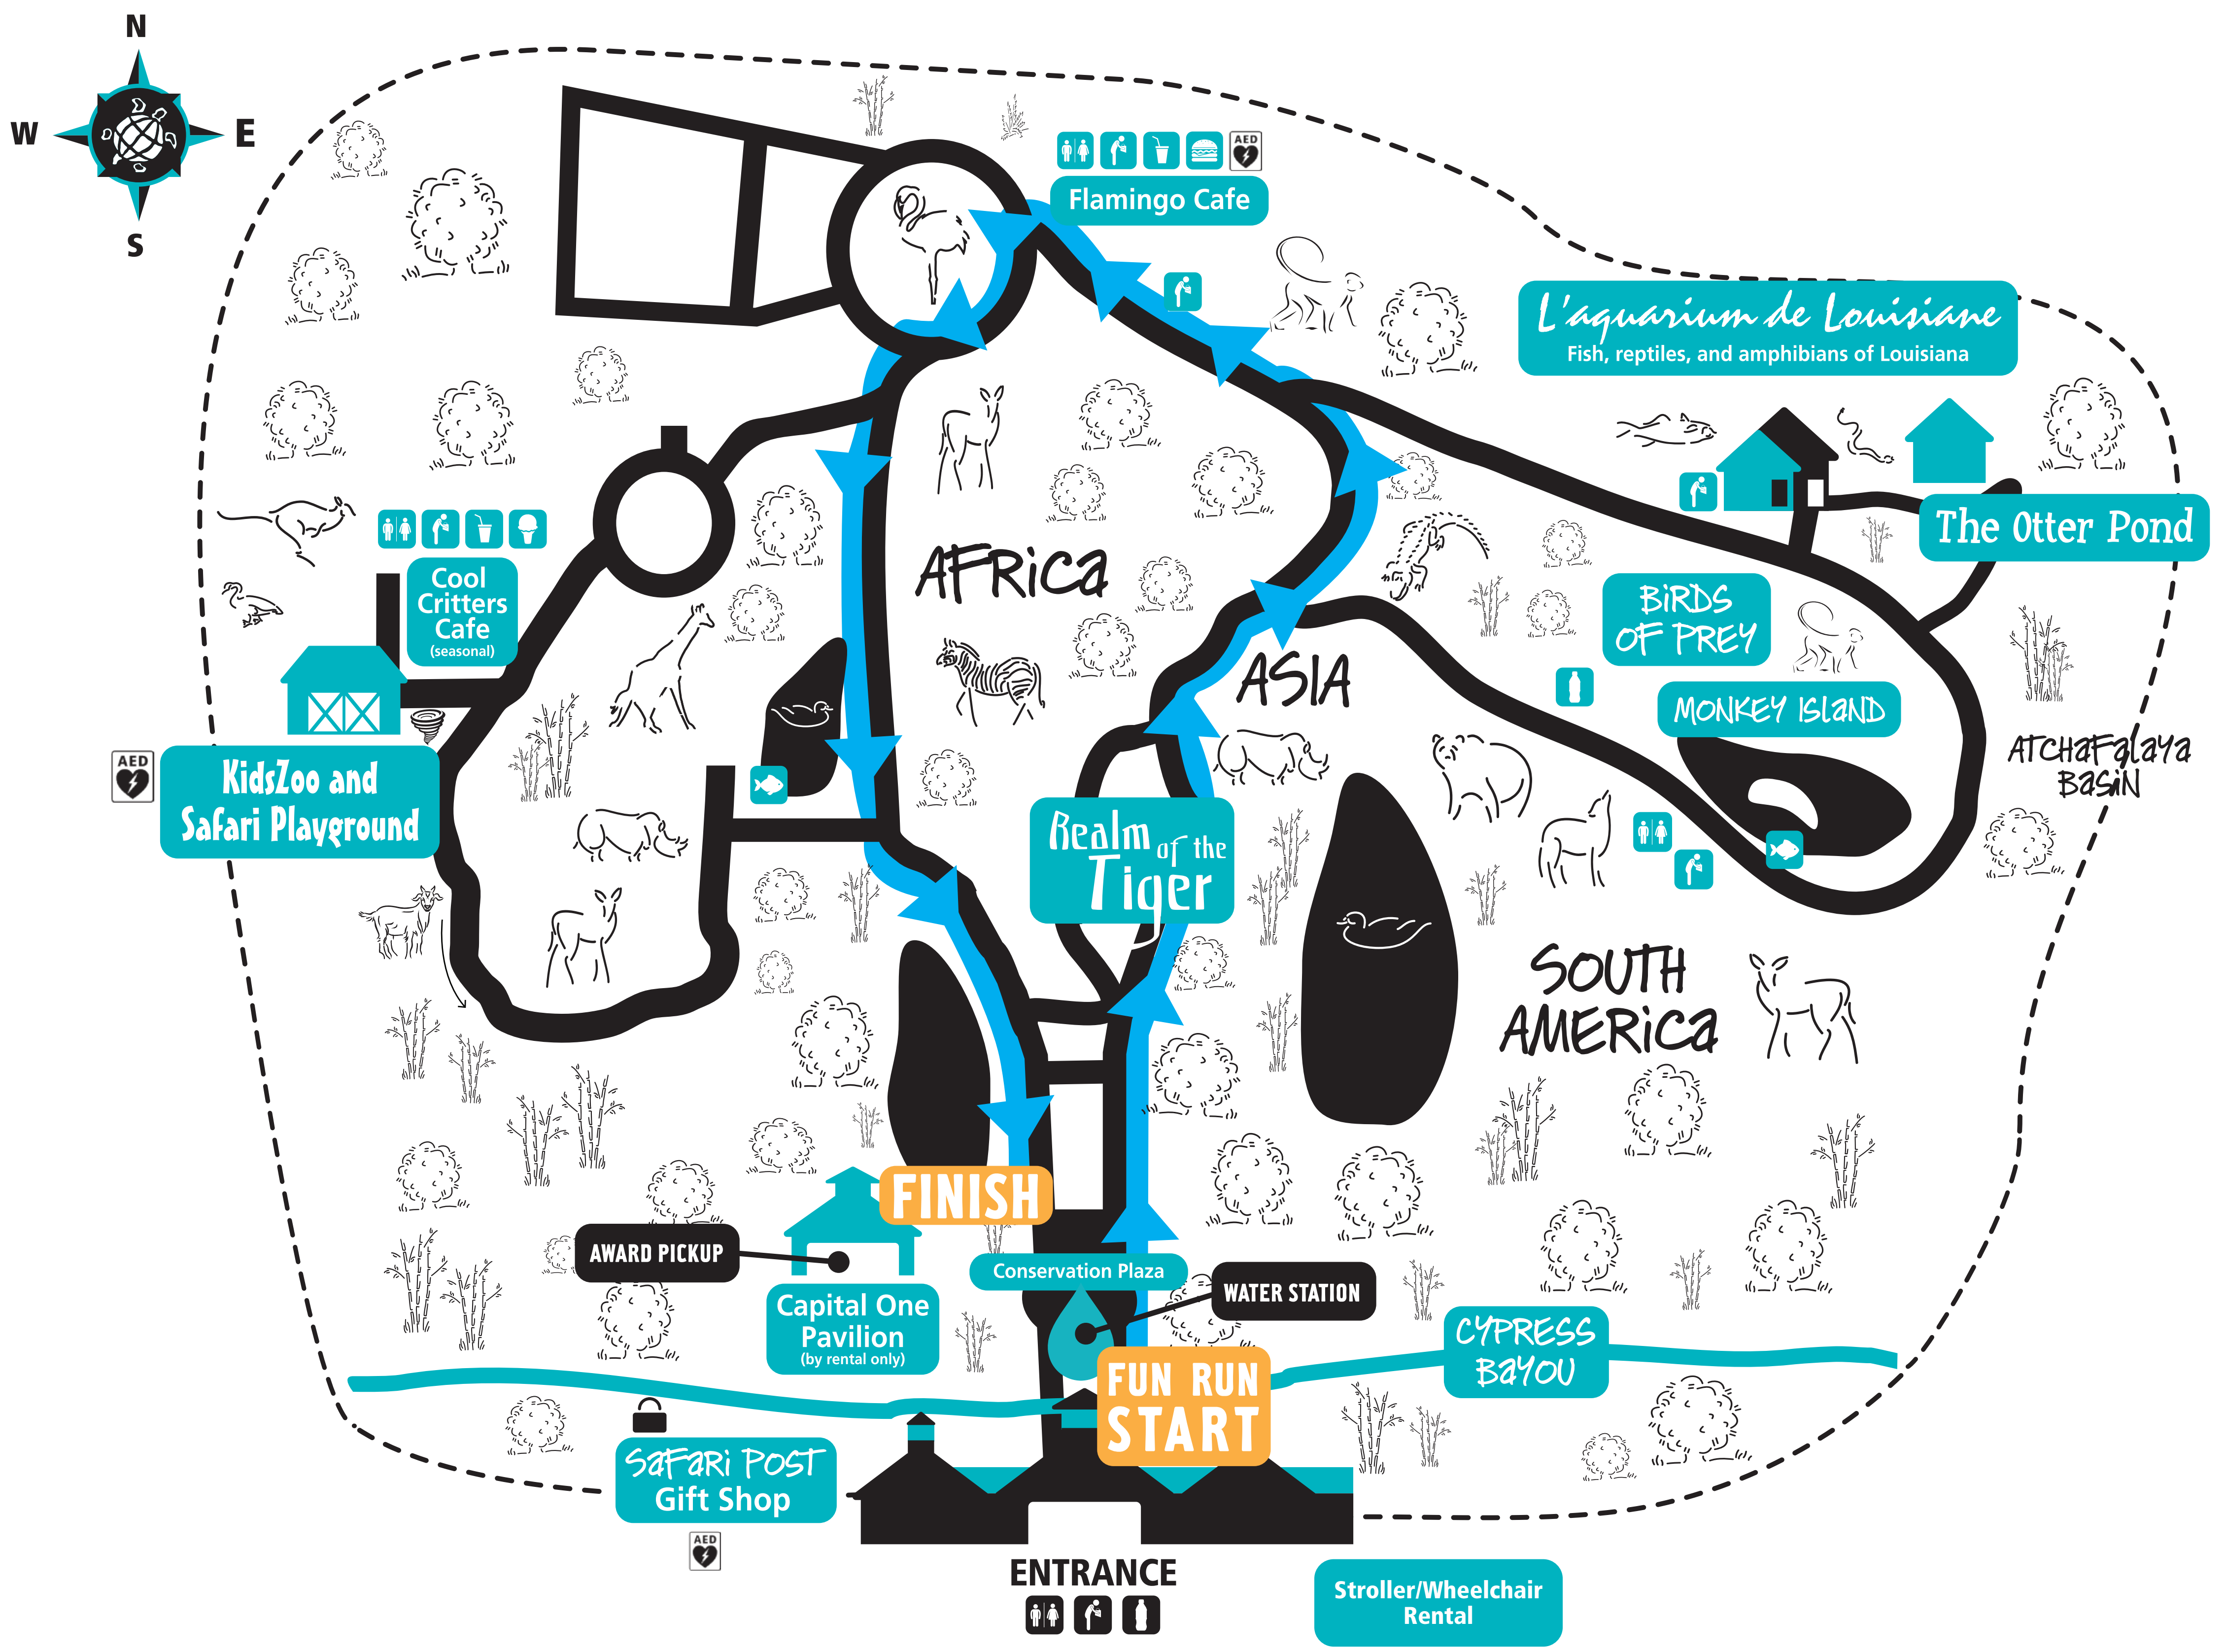 N
W
E
S
AED
Flamingo Cafe
L'aquarium de Louisiane
Fish, reptiles, and amphibians of Louisiana
The Otter Pond
Cool
Critters
Cafe
(seasonal)
AFRICA
BIRDS
OF PREY
ASIA
MONKEY ISLAND
ATCHAFALAYA
BASIN
AED
KidsZoo and
Safari Playground
Realm
of the
Tiger
SOUTH
AMERICA
FINISH
AWARD PICKUP
Conservation Plaza
WATER STATION
Capital One
Pavilion
(by rental only)
CYPRESS
BAYOU
FUN RUN
START
SAFARI POST
Gift Shop
AED
ENTRANCE
Stroller/Wheelchair
Rental